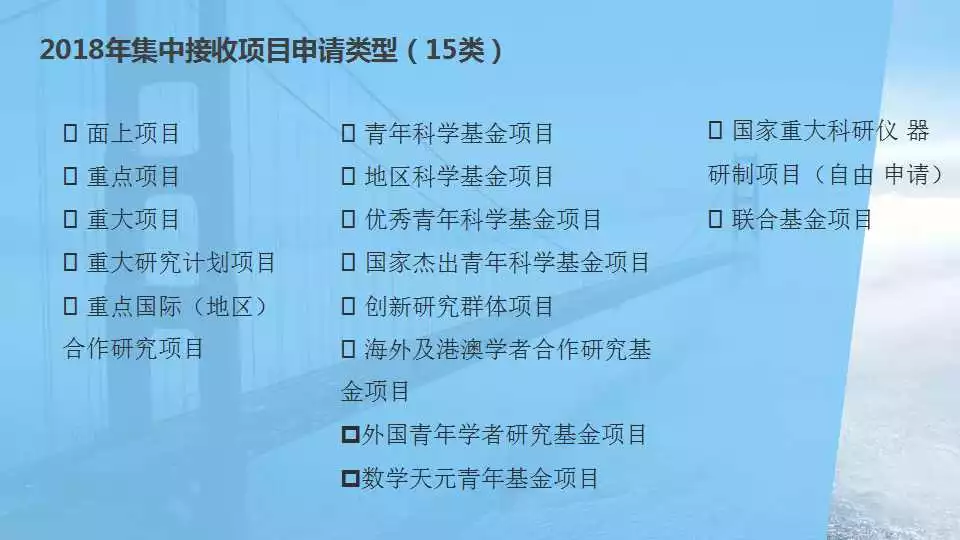 2018年集中接收项目申请类型（15类）
面上项目
重点项目
重大项目
重大研究计划项目
重点国际（地区）
合作研究项目
青年科学基金项目
地区科学基金项目
优秀青年科学基金项目
国家杰出青年科学基金项目
创新研究群体项目
海外及港澳学者合作研究基
金项目
外国青年学者研究基金项目
数学天元青年基金项目
国家重大科研仪 器
研制项目（自由 申请）
联合基金项目